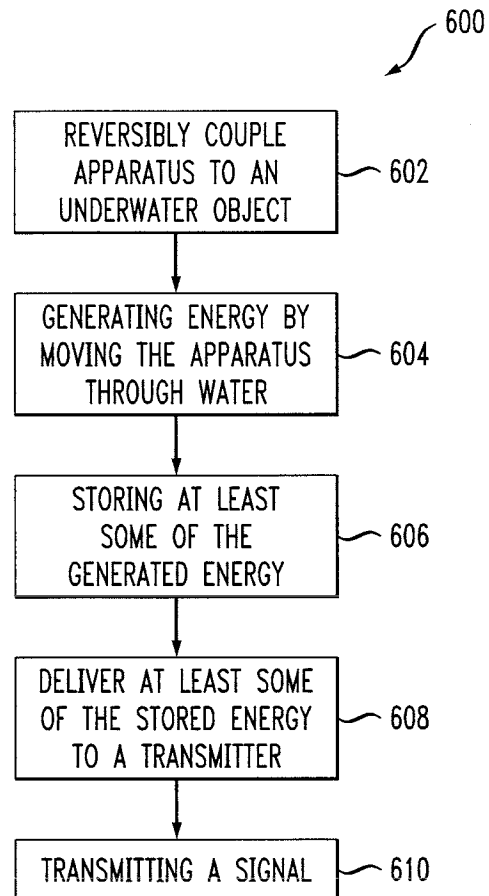 600
REVERSIBLY COUPLE
APPARATUS TO AN
UNDERWATER OBJECT
602
GENERATING ENERGY BY
MOVING THE APPARATUS
THROUGH WATER
604
STORING AT LEAST
SOME OF THE
GENERATED ENERGY
606
DELIVER AT LEAST SOME
OF THE STORED ENERGY
TO A TRANSMITTER
608
TRANSMITTING A SIGNAL
610